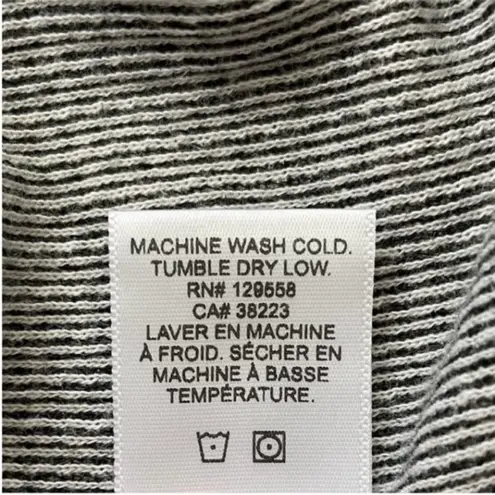 MACHINE WASH COLD.
TUMBLE DRY LOW.
RN# 129558
CA# 38223
LAVER EN MACHINE
À FROID. SÉCHER EN
MACHINE À BASSE
TEMPÉRATURE.